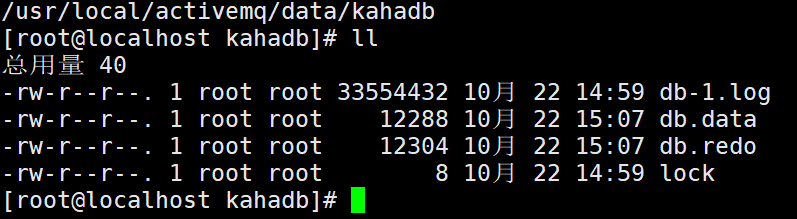 /usr/local/activemq/data/kahadb
[root@localhost kahadb]# ll
总用量 40
-rw-r--r--. 1 root root 33554432 10月 22 14:59 db-1.log
-rw-r--r--. 1 root root    12288 10月 22 15:07 db.data
-rw-r--r--. 1 root root    12304 10月 22 15:07 db.redo
-rw-r--r--. 1 root root        8 10月 22 14:59 lock
[root@localhost kahadb]#